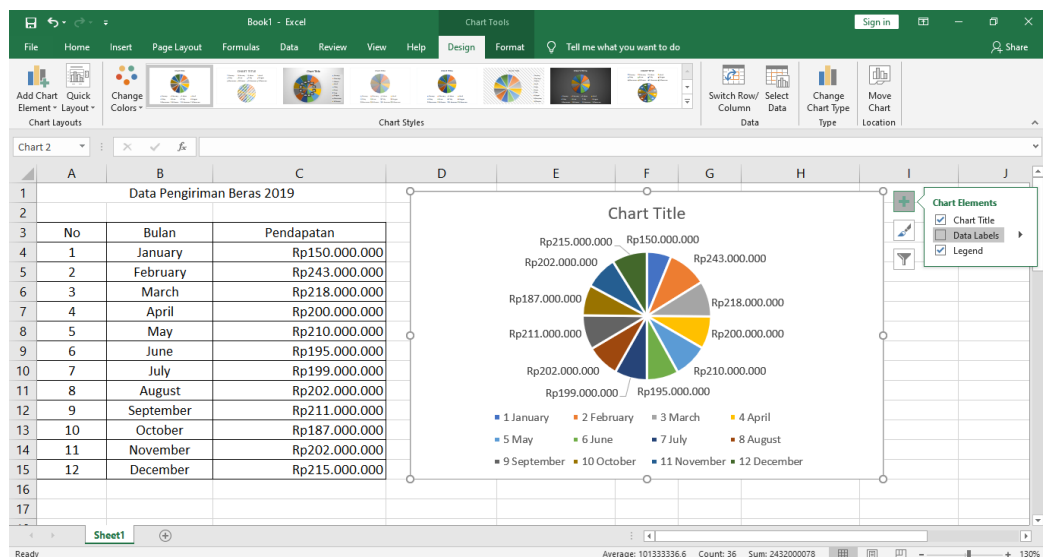 Book1 - Excel
Chart Tools
Sign in
File Home Insert Page Layout Formulas Data Review View Help Design Format Tell me what you want to do Share
Add Chart Element Quick Layout Change Colors Switch Row/ Column Select Data Change Chart Type Move Chart
Chart Layouts Chart Styles Data Type Location
Chart 2 fx
A B C D E F G H I J
1 Data Pengiriman Beras 2019
2
3 No Bulan Pendapatan
4 1 January Rp150.000.000
5 2 February Rp243.000.000
6 3 March Rp218.000.000
7 4 April Rp200.000.000
8 5 May Rp210.000.000
9 6 June Rp195.000.000
10 7 July Rp199.000.000
11 8 August Rp202.000.000
12 9 September Rp211.000.000
13 10 October Rp187.000.000
14 11 November Rp202.000.000
15 12 December Rp215.000.000
16
17
Chart Title
Rp215.000.000 Rp150.000.000
Rp202.000.000 Rp243.000.000
Rp187.000.000 Rp218.000.000
Rp211.000.000 Rp200.000.000
Rp202.000.000 Rp210.000.000
Rp199.000.000 Rp195.000.000
1 January 2 February 3 March 4 April
5 May 6 June 7 July 8 August
9 September 10 October 11 November 12 December
Chart Elements
Chart Title
Data Labels
Legend
Sheet1
Ready Average: 101333336.6 Count: 36 Sum: 2432000078 130%